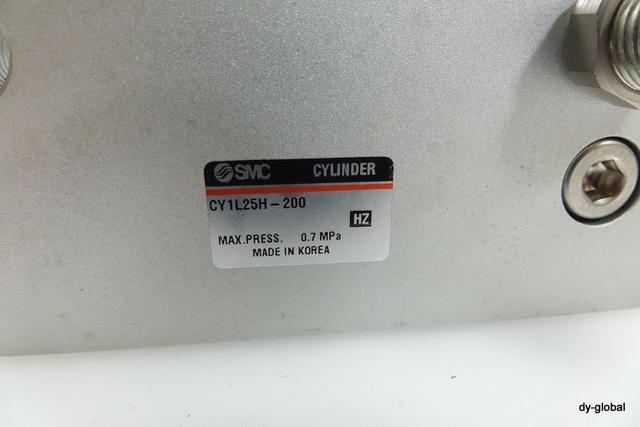 SMC CYLINDER
CY1L25H-200
HZ
MAX.PRESS. 0.7 MPa
MADE IN KOREA
dy-global